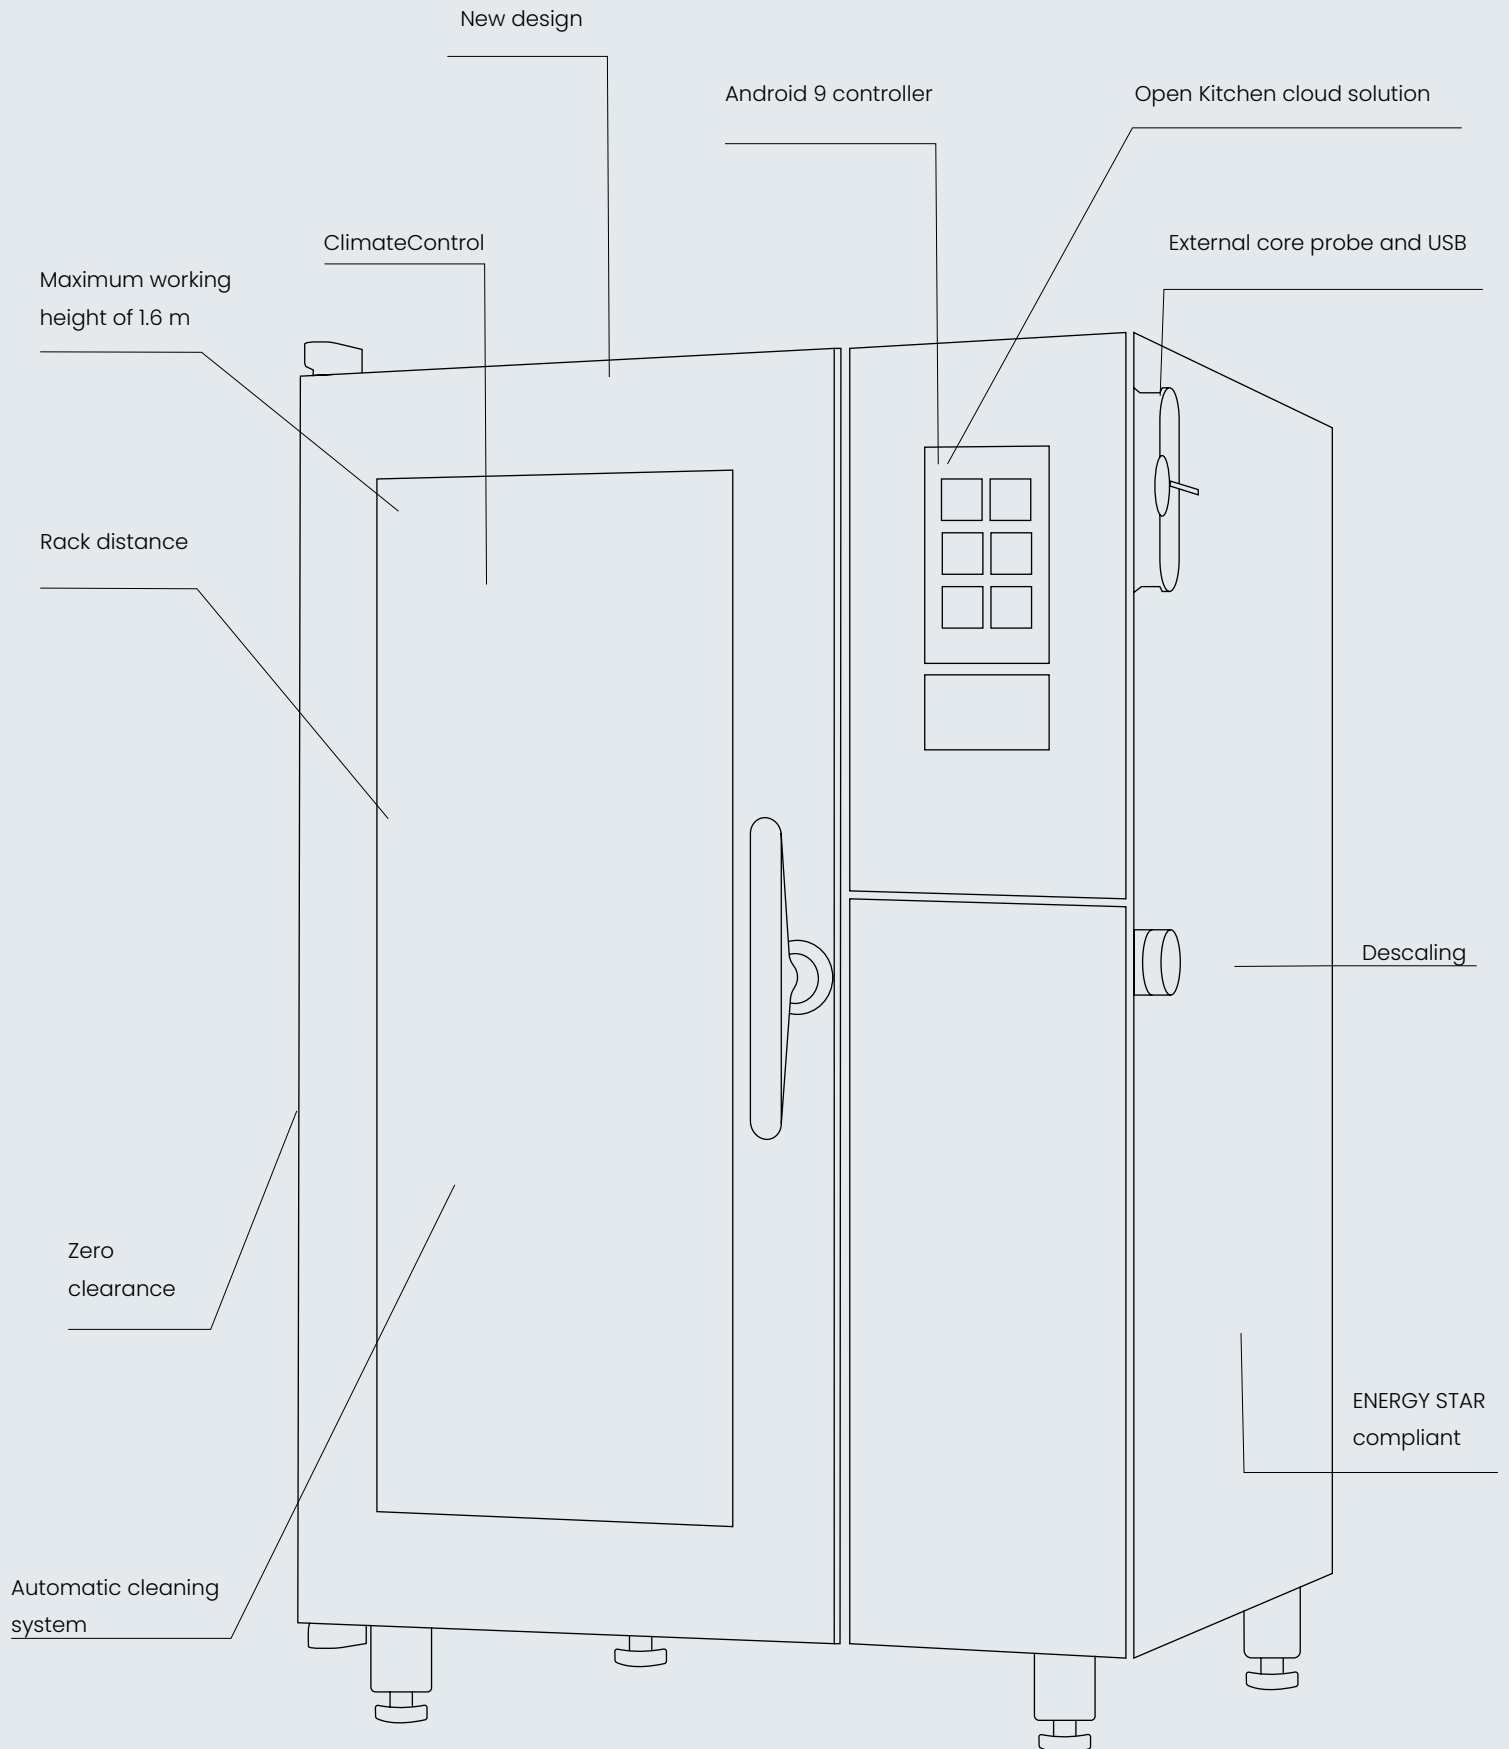 New design
Android 9 controller
Open Kitchen cloud solution
ClimateControl
External core probe and USB
Maximum working
height of 1.6 m
Rack distance
Descaling
Zero
clearance
ENERGY STAR
compliant
Automatic cleaning
system